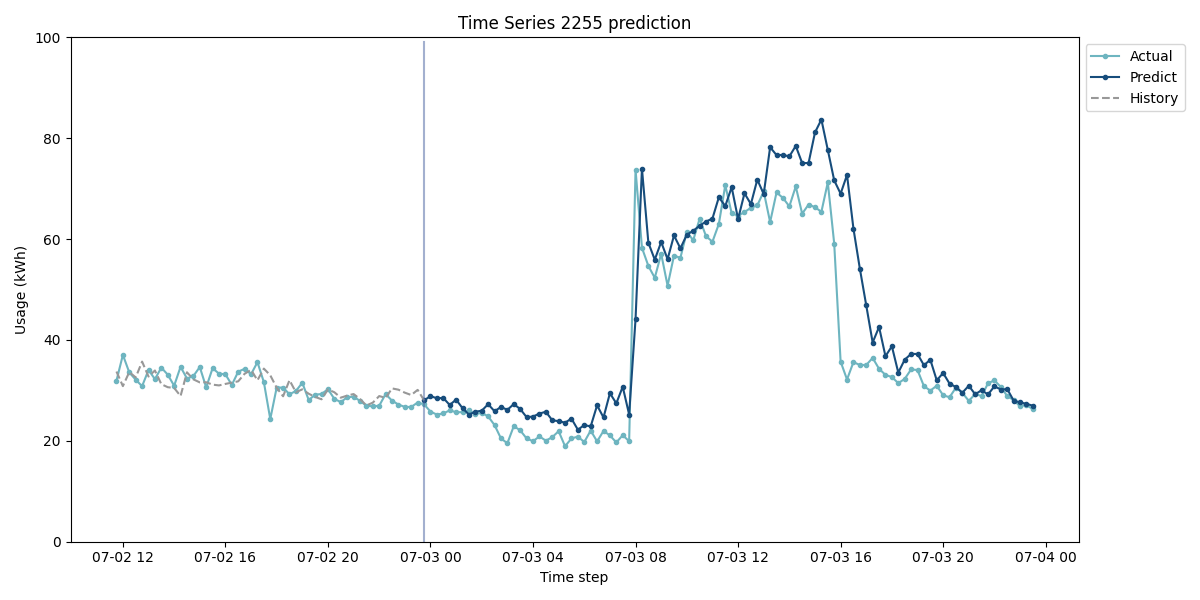 Time Series 2255 prediction
100
80
60
40
20
0
Usage (kWh)
07-02 12
07-02 16
07-02 20
07-03 00
07-03 04
07-03 08
07-03 12
07-03 16
07-03 20
07-04 00
Time step
Actual
Predict
History